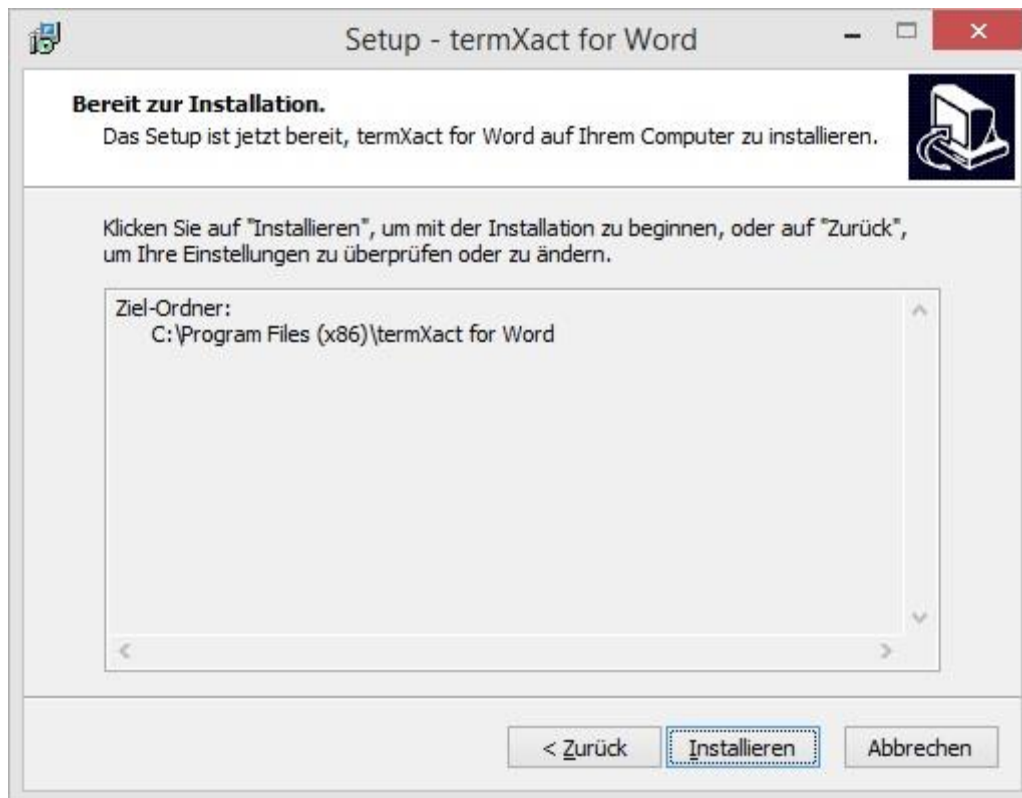 Setup - termXact for Word
Bereit zur Installation.
Das Setup ist jetzt bereit, termXact for Word auf Ihrem Computer zu installieren.
Klicken Sie auf "Installieren", um mit der Installation zu beginnen, oder auf "Zurück",
um Ihre Einstellungen zu überprüfen oder zu ändern.
Ziel-Ordner:
C:\Program Files (x86)\termXact for Word
< Zurück
Installieren
Abbrechen